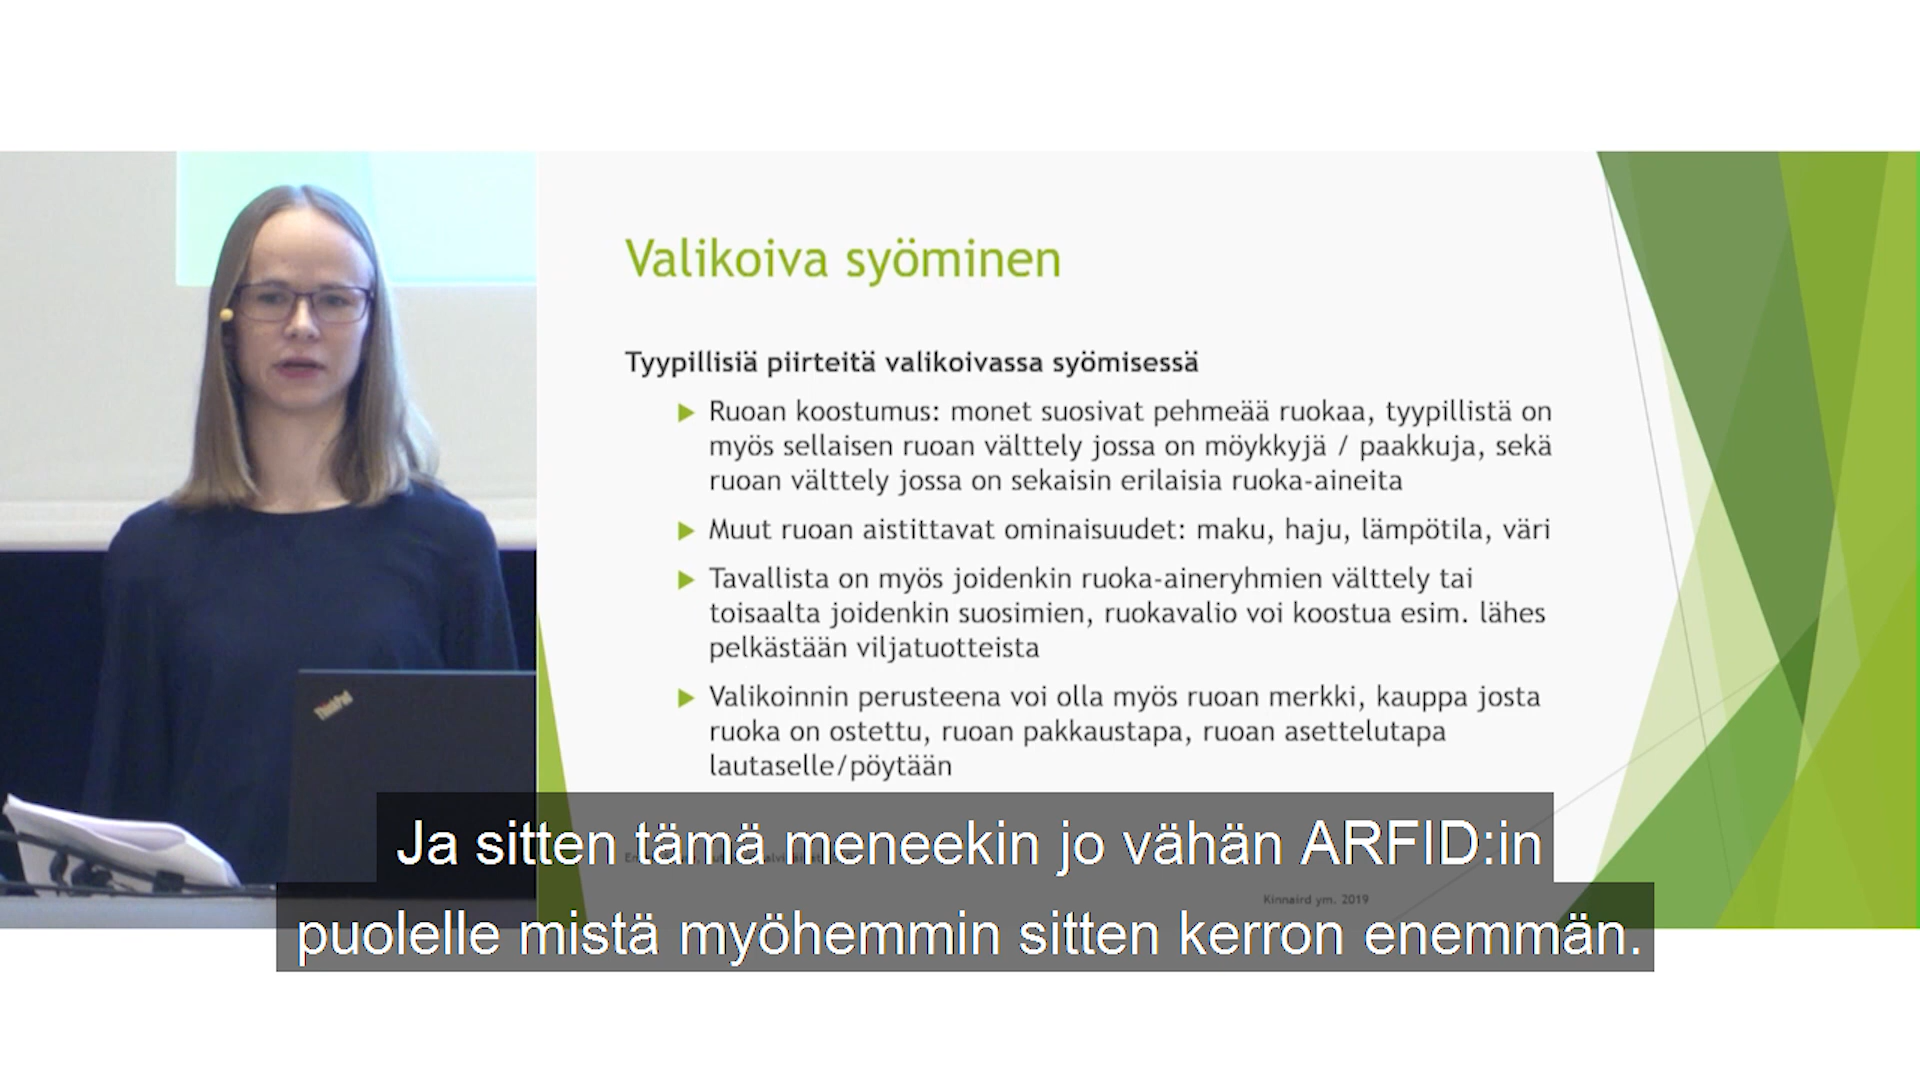 Valikoiva syöminen
Tyypillisiä piirteitä valikoivassa syömisessä
Ruoan koostumus: monet suosivat pehmeää ruokaa, tyypillistä on
myös sellaisen ruoan välttely jossa on möykkyjä / paakkuja, sekä
ruoan välttely jossa on sekaisin erilaisia ruoka-aineita
Muut ruoan aistittavat ominaisuudet: maku, haju, lämpötila, väri
Tavallista on myös joidenkin ruoka-aineryhmien välttely tai
toisaalta joidenkin suosimien, ruokavalio voi koostua esim. lähes
pelkästään viljatuotteista
Valikoinnin perusteena voi olla myös ruoan merkki, kauppa josta
ruoka on ostettu, ruoan pakkaustapa, ruoan asettelutapa
lautaselle/pöytään
Kinnaird ym. 2019
ThinkPad
Ja sitten tämä meneekin jo vähän ARFID:in
puolelle mistä myöhemmin sitten kerron enemmän.